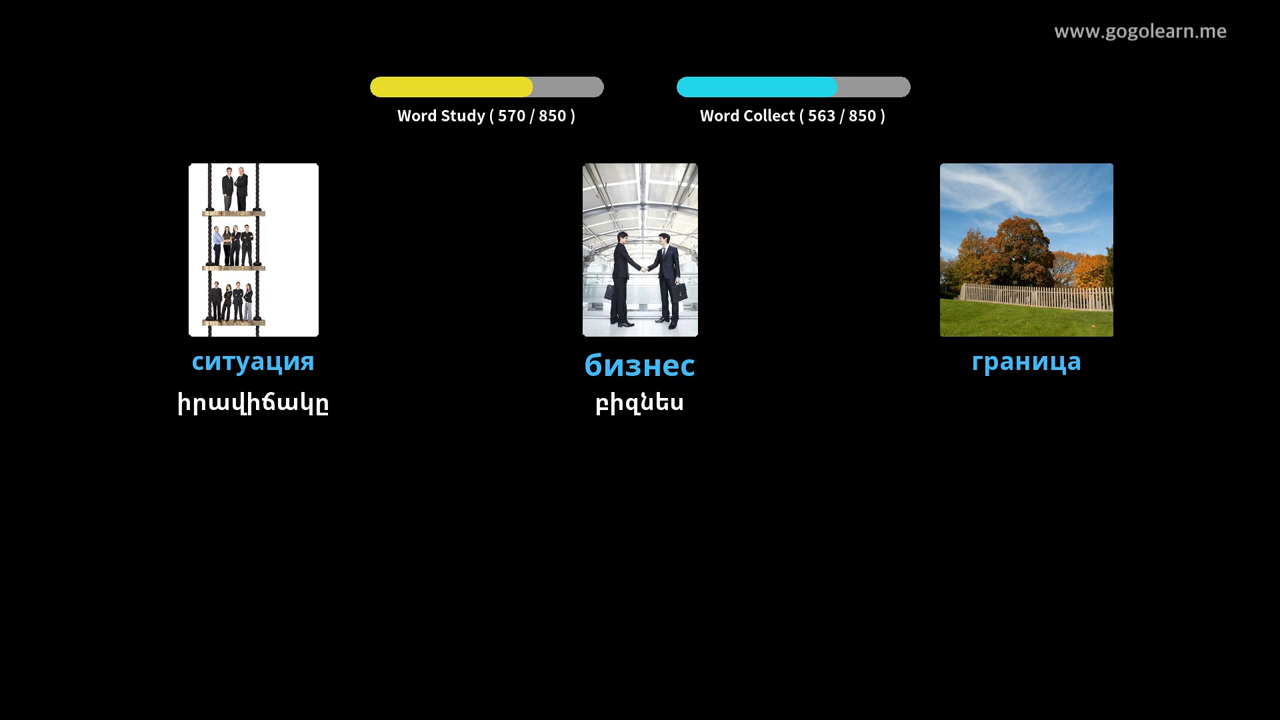 www.gogolearn.me
Word Study ( 570 / 850 )
Word Collect ( 563 / 850 )
ситуация
իրավիճակը
бизнес
բիզնես
граница